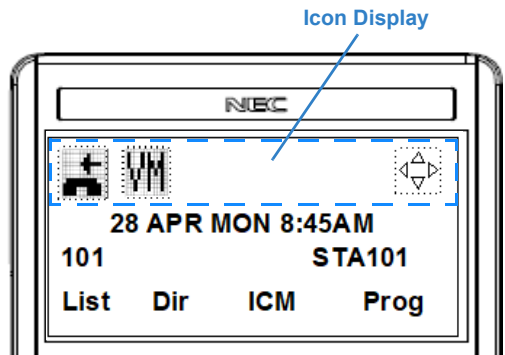 Icon Display
NEC
VM
28 APR MON 8:45AM
101 STA101
List Dir ICM Prog